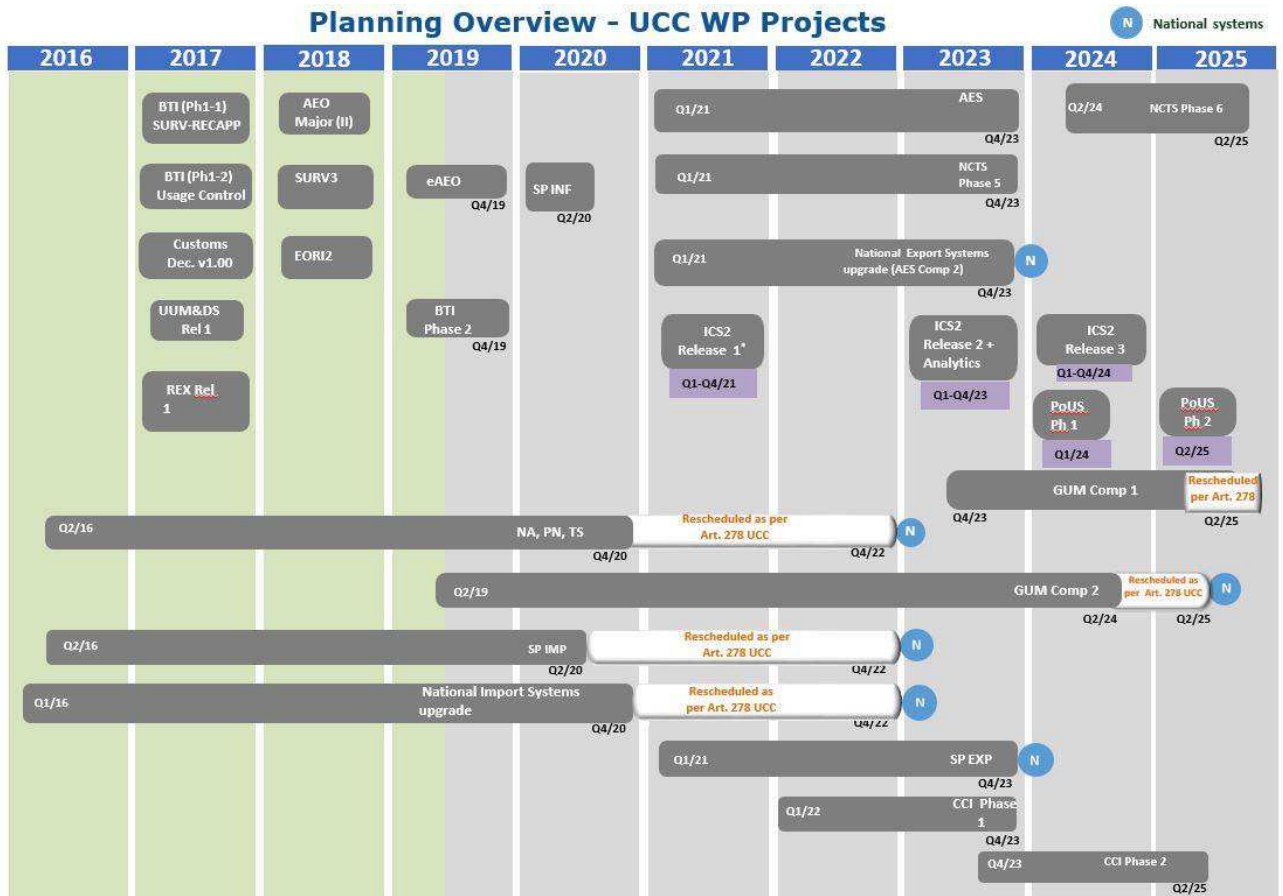 Planning Overview - UCC WP Projects
N National systems
2016 2017 2018 2019 2020 2021 2022 2023 2024 2025
BTI (Ph1-1)
SURV-RECAPP
AEO
Major (II)
Q1/21
AES
Q4/23
Q2/24
NCTS Phase 6
Q2/25
BTI (Ph1-2)
Usage Control
SURV3
eAEO
Q4/19
SP INF
Q2/20
Q1/21
NCTS
Phase 5
Q4/23
Customs
Dec. v1.00
EORI2
Q1/21
National Export Systems
upgrade (AES Comp 2)
N
Q4/23
UUM&DS
Rel 1
BTI
Phase 2
Q4/19
ICS2
Release 1*
Q1-Q4/21
ICS2
Release 2 +
Analytics
Q1-Q4/23
ICS2
Release 3
Q1-Q4/24
REX Rel
1
PoUS
Ph 1
Q1/24
PoUS
Ph 2
Q2/25
GUM Comp 1
Rescheduled
per Art. 278
Q4/23
Q2/25
Q2/16
NA, PN, TS
Q4/20
Rescheduled as per
Art. 278 UCC
Q4/22
N
Q2/19
GUM Comp 2
Q2/24
Rescheduled as
per Art. 278 UCC
Q2/25
N
Q2/16
SP IMP
Q2/20
Rescheduled as per
Art. 278 UCC
Q4/22
N
Q1/16
National Import Systems
upgrade
Q4/20
Rescheduled as
per Art. 278 UCC
Q4/22
N
Q1/21
SP EXP
Q4/23
N
Q1/22
CCI Phase
1
Q4/23
Q4/23
CCI Phase 2
Q2/25